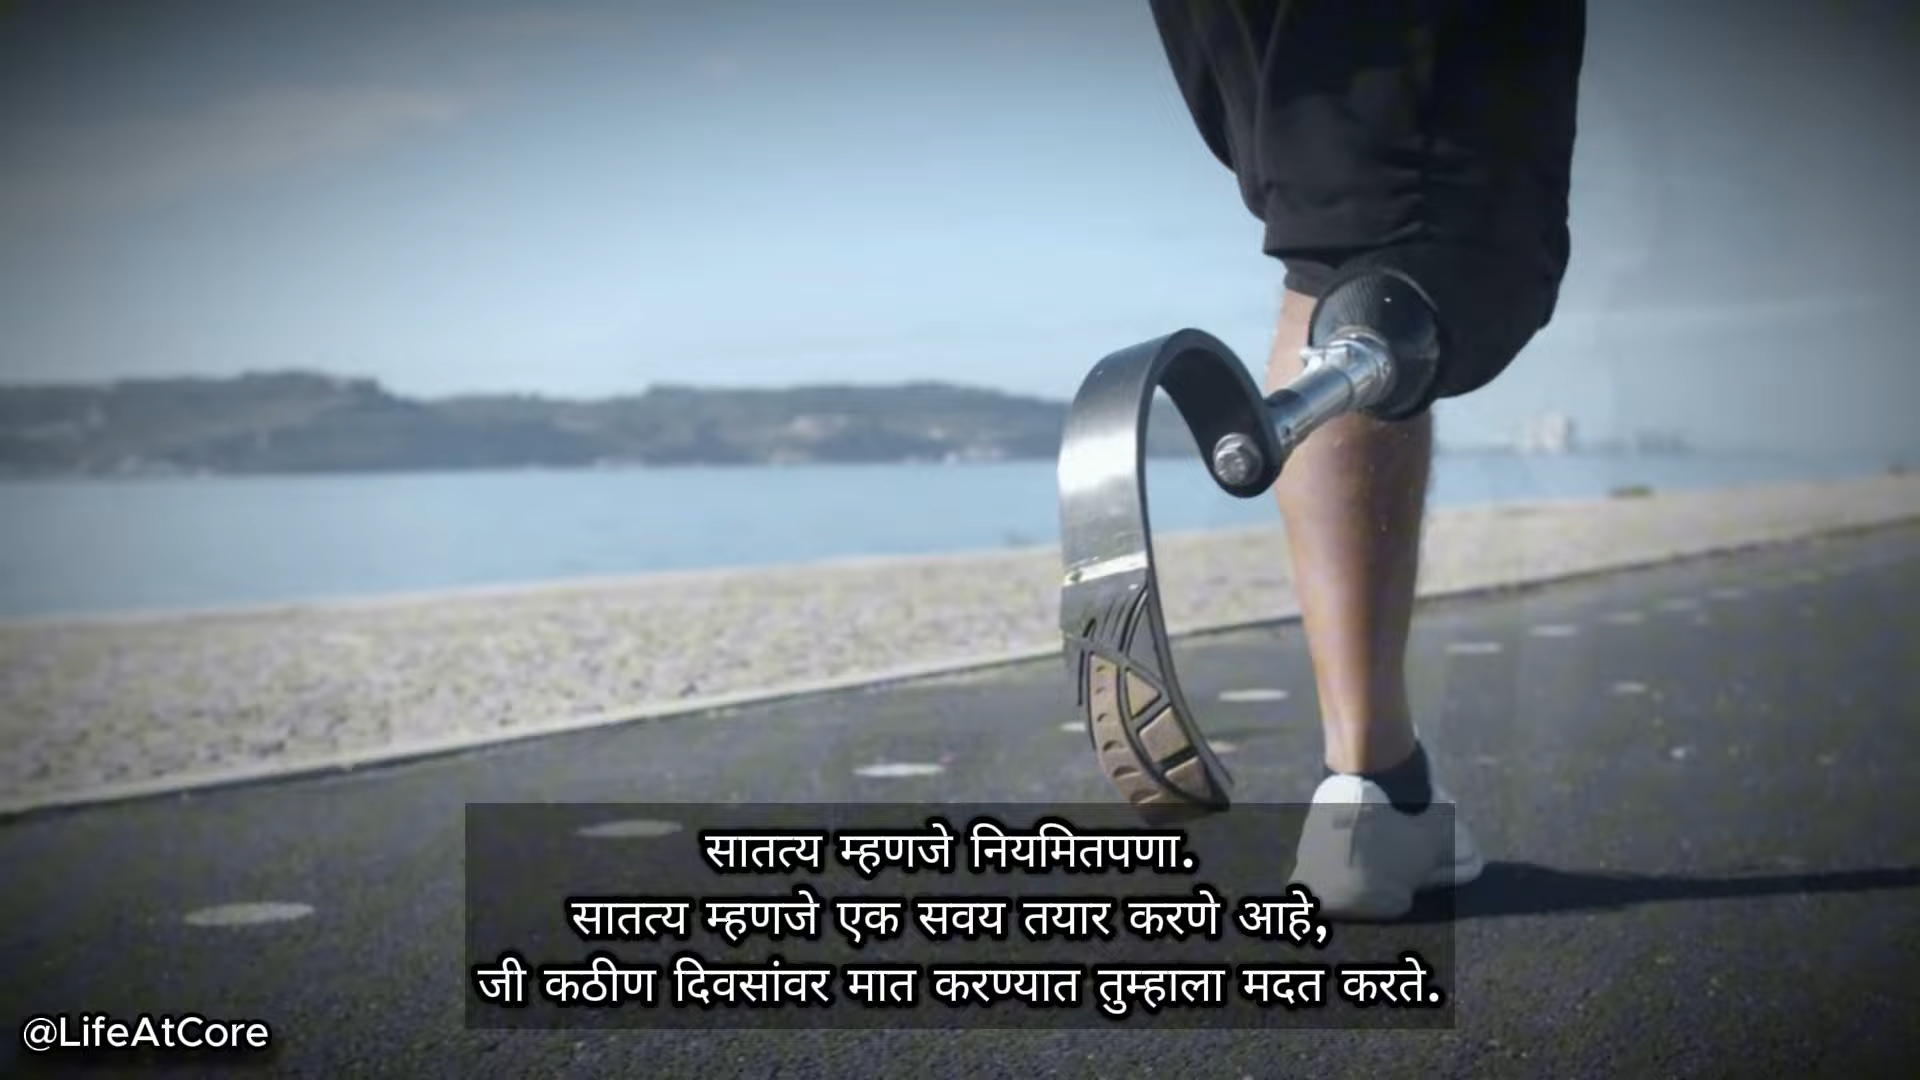 सातत्य म्हणजे नियमितपणा.
सातत्य म्हणजे एक सवय तयार करणे आहे,
जी कठीण दिवसांवर मात करण्यात तुम्हाला मदत करते.
@LifeAtCore